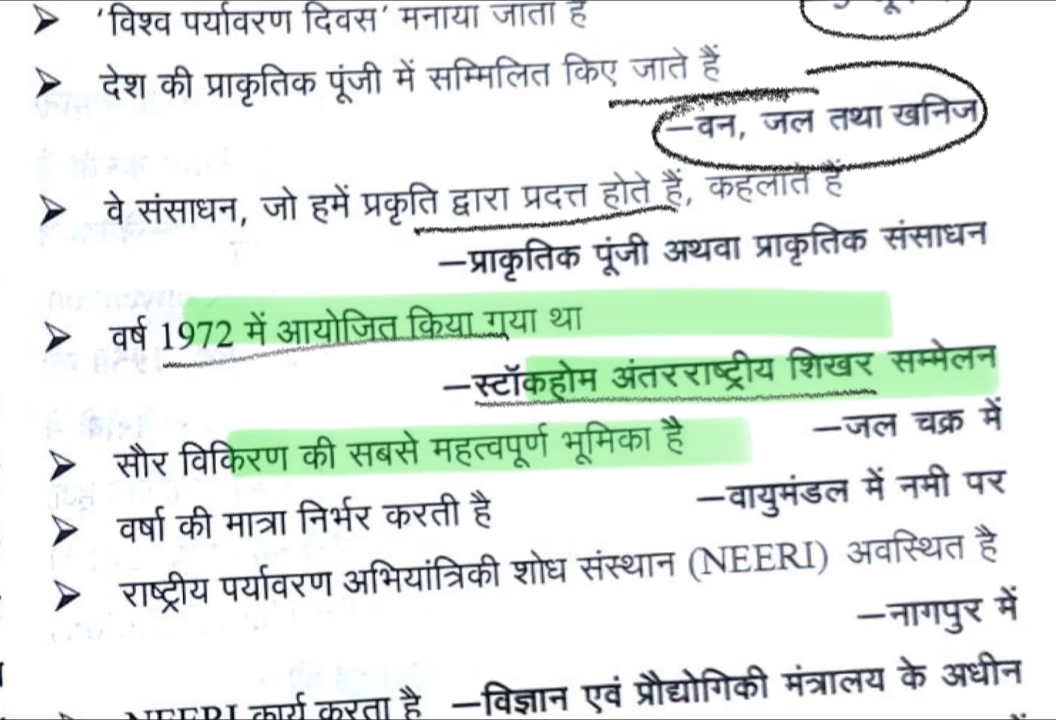 ➤ 'विश्व पर्यावरण दिवस' मनाया जाता है
➤ देश की प्राकृतिक पूंजी में सम्मिलित किए जाते हैं
–वन, जल तथा खनिज
➤ वे संसाधन, जो हमें प्रकृति द्वारा प्रदत्त होते हैं, कहलाते हैं
–प्राकृतिक पूंजी अथवा प्राकृतिक संसाधन
➤ वर्ष 1972 में आयोजित किया गया था
–स्टॉकहोम अंतरराष्ट्रीय शिखर सम्मेलन
➤ सौर विकिरण की सबसे महत्वपूर्ण भूमिका है –जल चक्र में
➤ वर्षा की मात्रा निर्भर करती है –वायुमंडल में नमी पर
➤ राष्ट्रीय पर्यावरण अभियांत्रिकी शोध संस्थान (NEERI) अवस्थित है
–नागपुर में
➤ NEERI कार्य करता है –विज्ञान एवं प्रौद्योगिकी मंत्रालय के अधीन